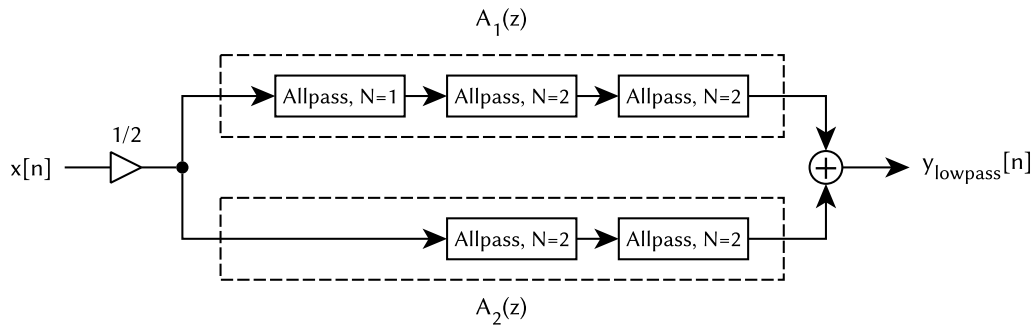 A1(z)
Allpass, N=1
Allpass, N=2
Allpass, N=2
1/2
x[n]
ylowpass[n]
Allpass, N=2
Allpass, N=2
A2(z)